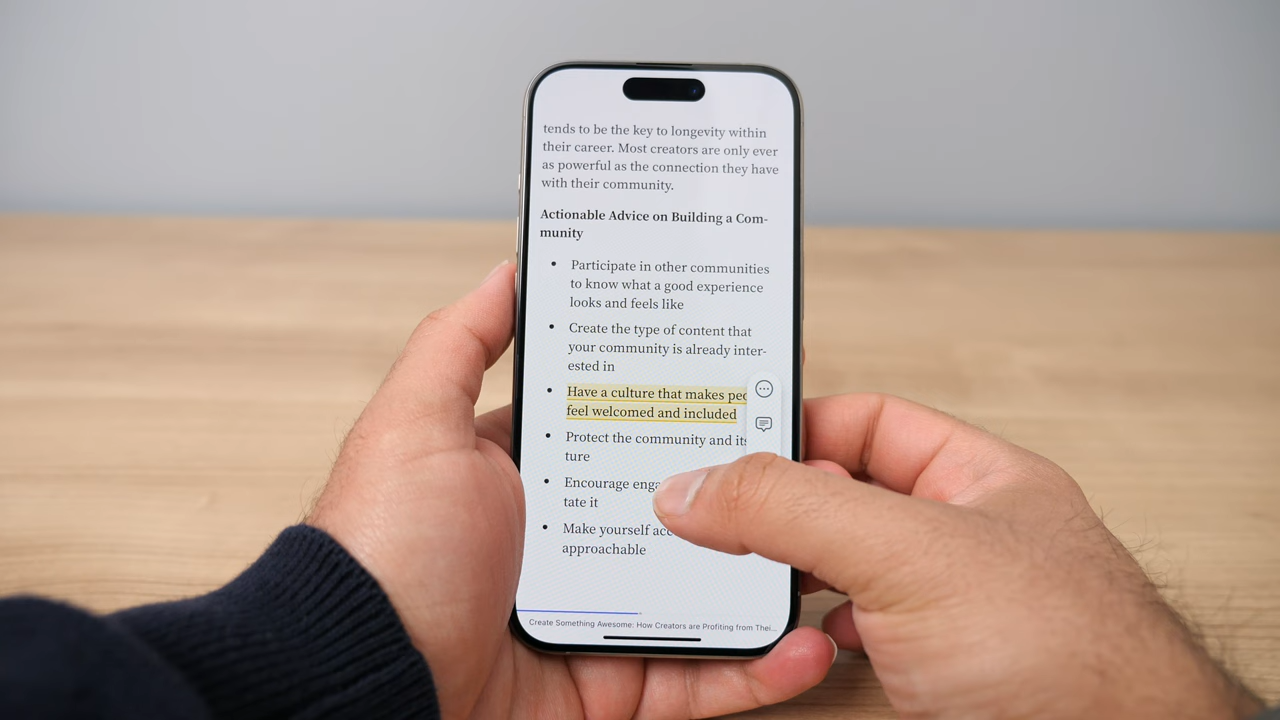 tends to be the key to longevity within
their career. Most creators are only ever
as powerful as the connection they have
with their community.
Actionable Advice on Building a Com-
munity
• Participate in other communities
to know what a good experience
looks and feels like
• Create the type of content that
your community is already inter-
ested in
• Have a culture that makes
feel welcomed and included
• Protect the community and its
ture
• Encourage
tate it
• Make yourself
approachable
Create Something Awesome: How Creators are Profiting from Thei...